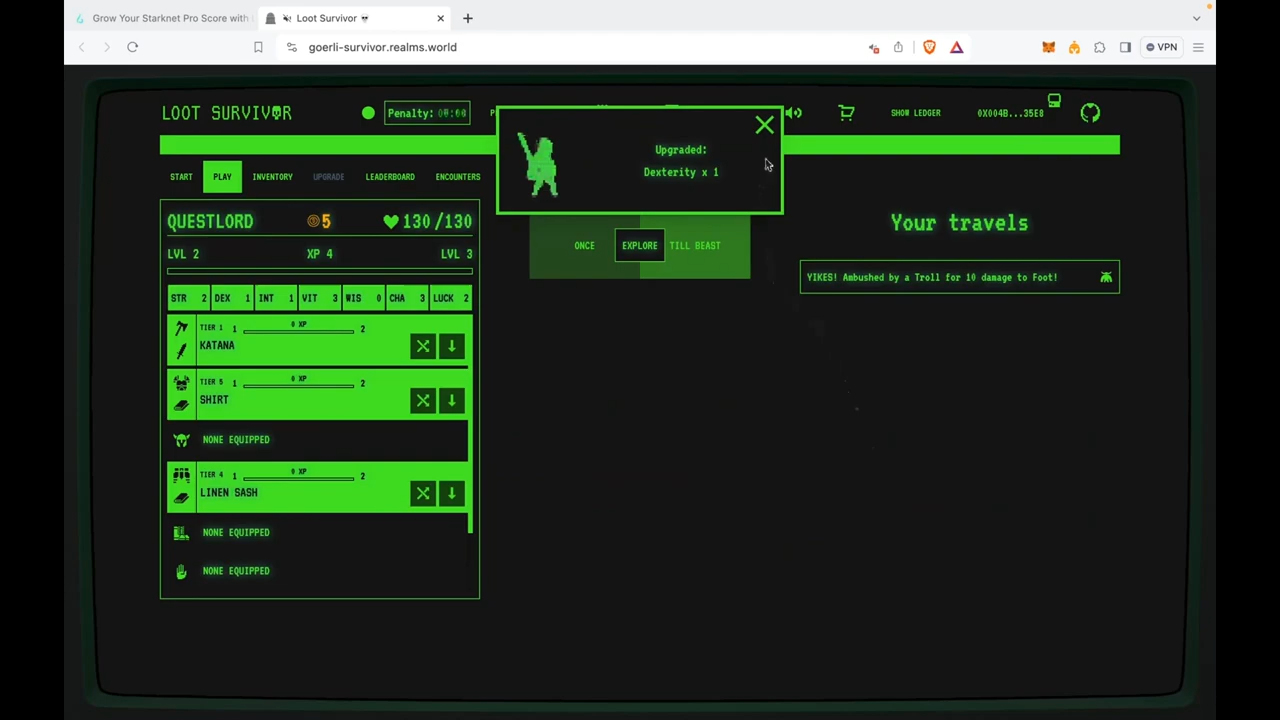 Grow Your Starknet Pro Score with
Loot Survivor
goerli-survivor.realms.world
VPN
LOOT SURVIVOR
Penalty: 00:00
SHOW LEDGER
0X004B...35E8
Upgraded:
Dexterity x 1
START
PLAY
INVENTORY
UPGRADE
LEADERBOARD
ENCOUNTERS
QUESTLORD
5
130/130
LVL 2
XP 4
LVL 3
STR 2
DEX 1
INT 1
VIT 3
WIS 0
CHA 3
LUCK 2
TIER 1
1
0 XP
2
KATANA
TIER 5
1
0 XP
2
SHIRT
NONE EQUIPPED
TIER 4
1
0 XP
2
LINEN SASH
NONE EQUIPPED
NONE EQUIPPED
ONCE
EXPLORE
TILL BEAST
Your travels
YIKES! Ambushed by a Troll for 10 damage to Foot!